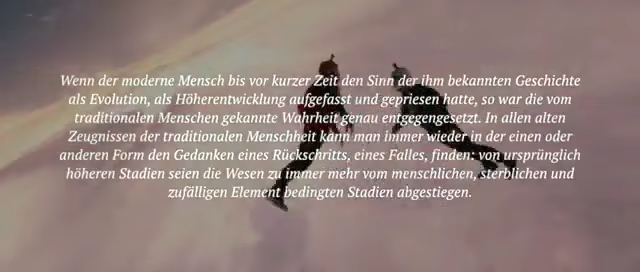 Wenn der moderne Mensch bis vor kurzer Zeit den Sinn der ihm bekannten Geschichte
als Evolution, als Höherentwicklung aufgefasst und gepriesen hatte, so war die vom
traditionalen Menschen gekannte Wahrheit genau entgegengesetzt. In allen alten
Zeugnissen der traditionalen Menschheit kann man immer wieder in der einen oder
anderen Form den Gedanken eines Rückschritts, eines Falles, finden: von ursprünglich
höheren Stadien seien die Wesen zu immer mehr vom menschlichen, sterblichen und
zufälligen Element bedingten Stadien abgestiegen.